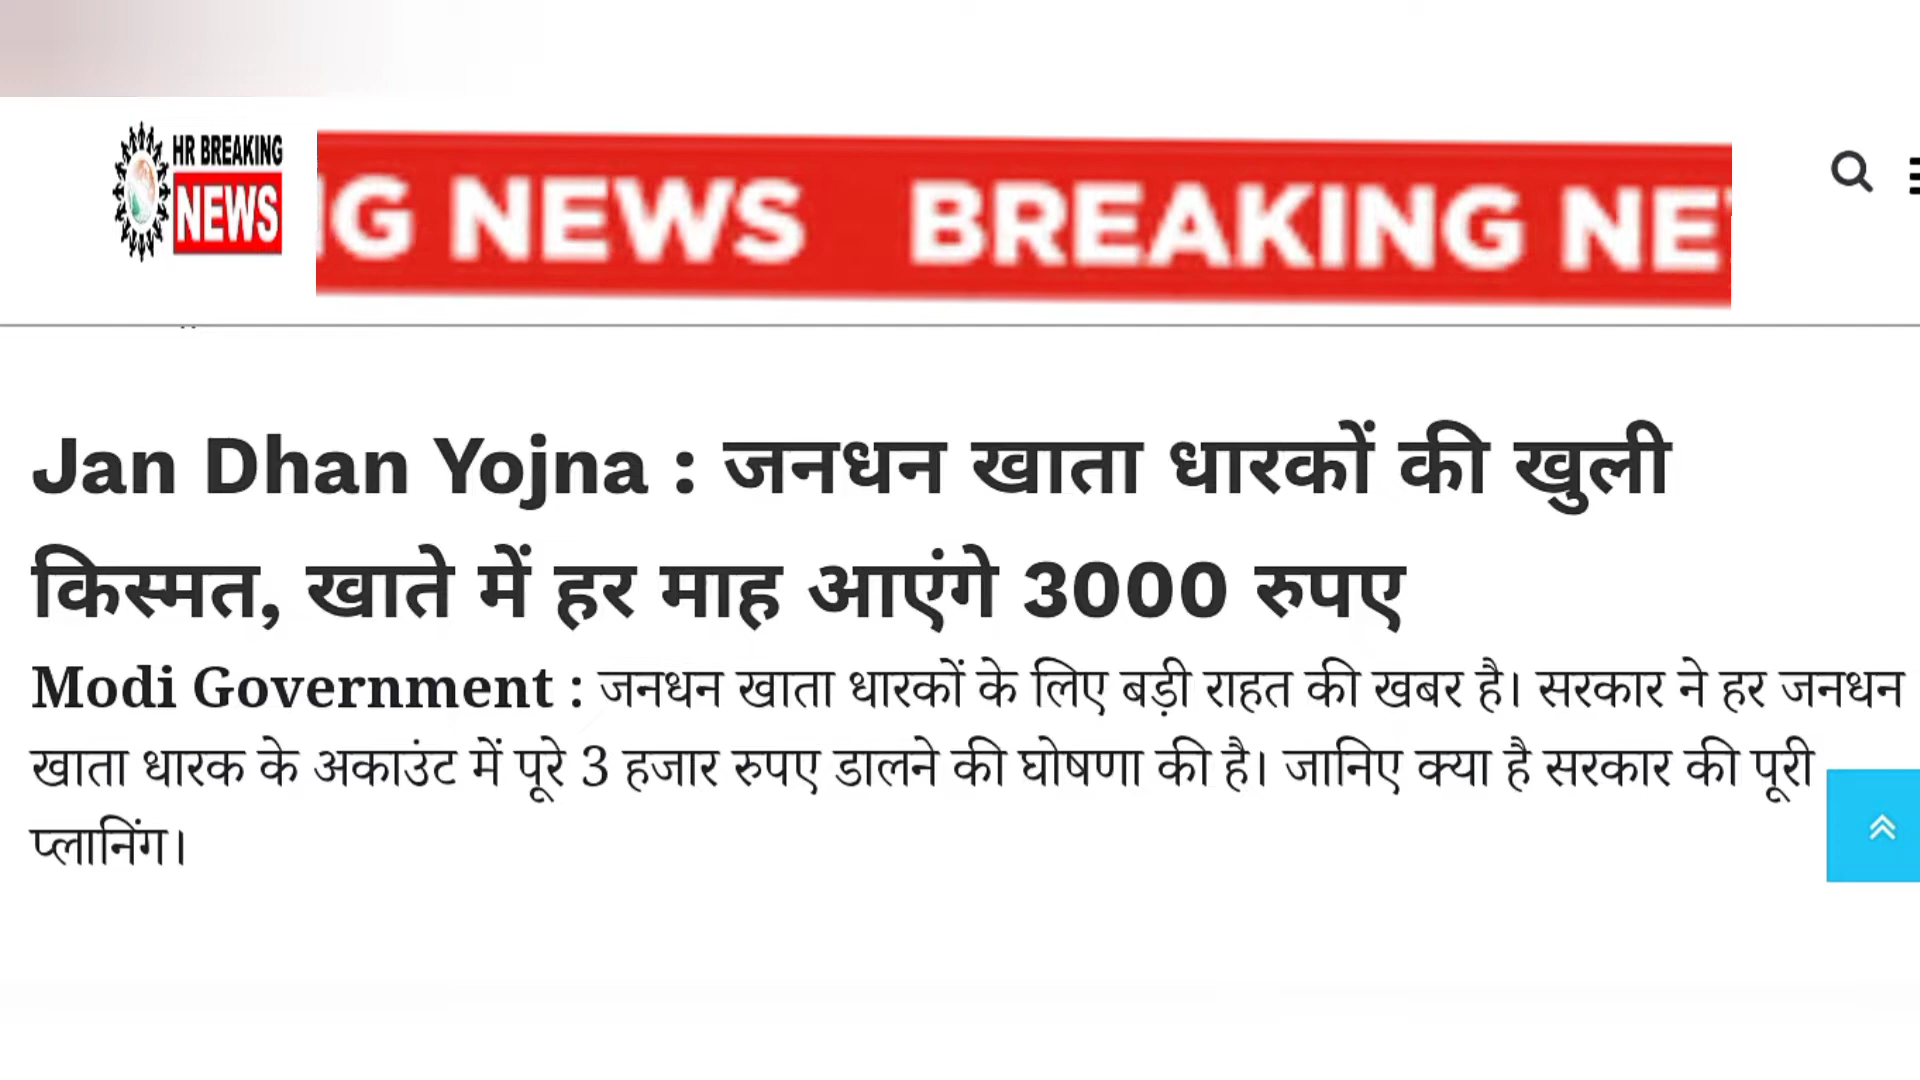 HR BREAKING
NEWS
G NEWS BREAKING NE
Jan Dhan Yojna : जनधन खाता धारकों की खुली
किस्मत, खाते में हर माह आएंगे 3000 रुपए
Modi Government : जनधन खाता धारकों के लिए बड़ी राहत की खबर है। सरकार ने हर जनधन
खाता धारक के अकाउंट में पूरे 3 हजार रुपए डालने की घोषणा की है। जानिए क्या है सरकार की पूरी
प्लानिंग।